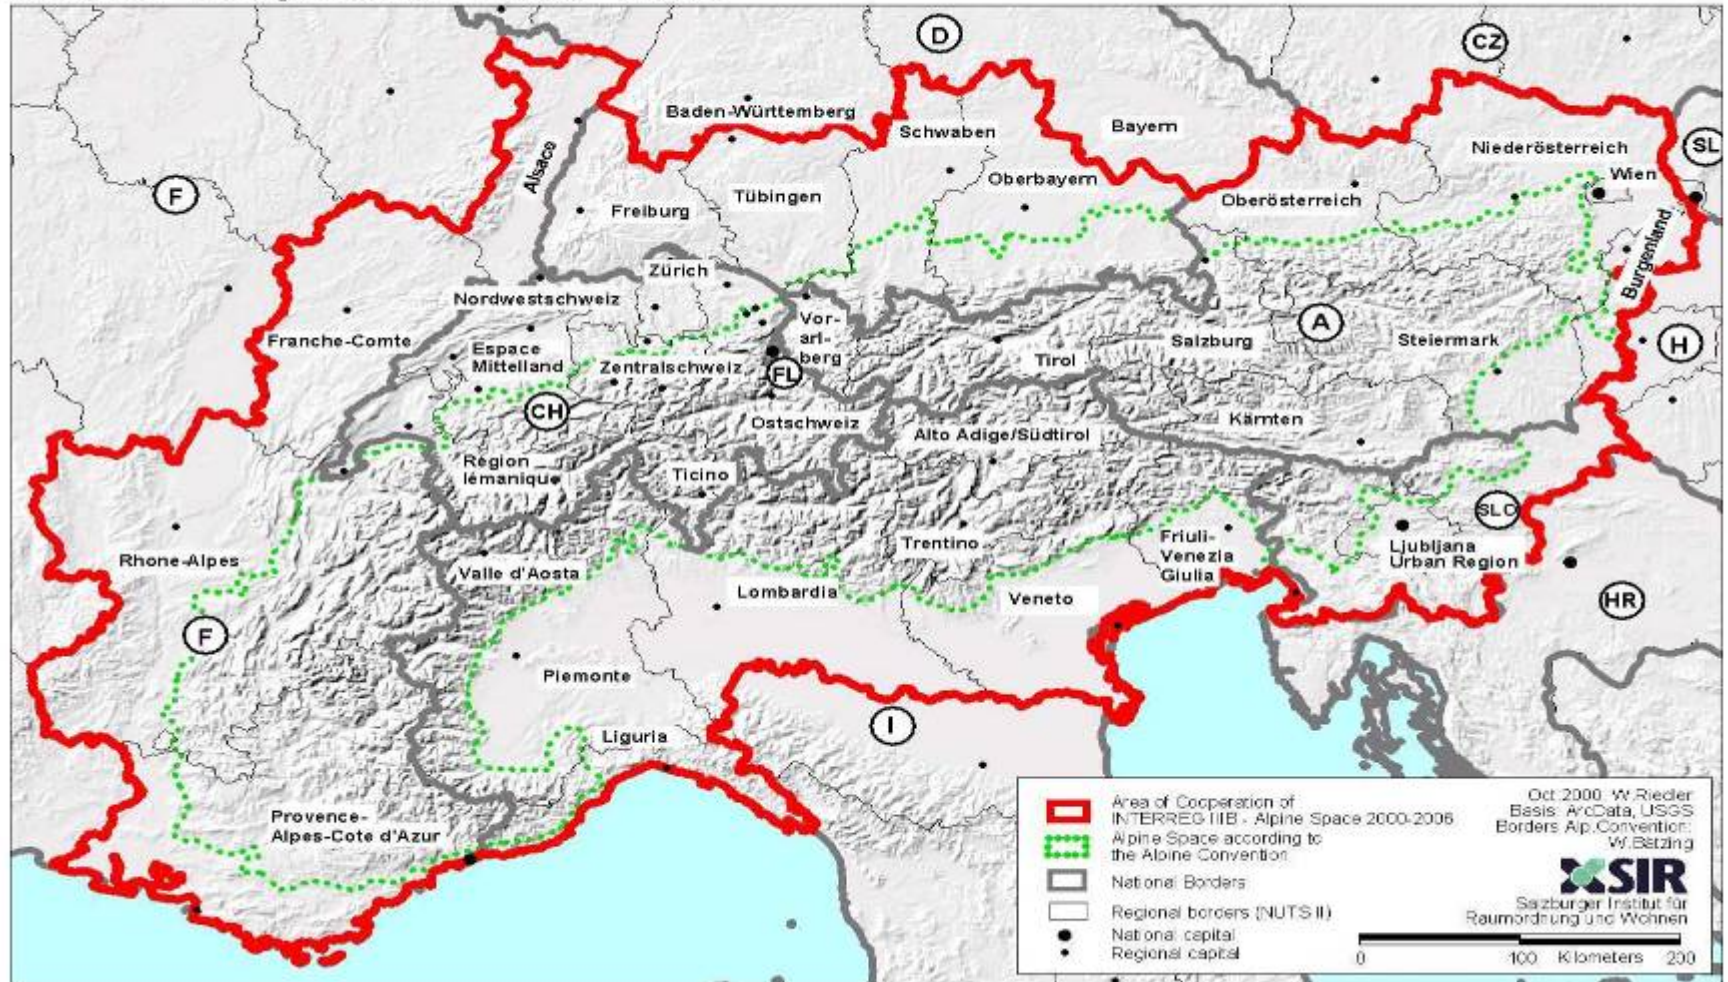 D
CZ
Baden-Württemberg
Schwaben
Bayern
SL
Niederösterreich
Alsace
Wien
F
Tübingen
Oberbayern
Freiburg
Oberösterreich
Burgenland
Zürich
Nordwestschweiz
Vor-
arl-
berg
A
Franche-Comte
Espace
Mittelland
Zentralschweiz
Tirol
Salzburg
Steiermark
H
FL
CH
Ostschweiz
Alto Adige/Südtirol
Kärnten
Région
lémanique
Ticino
SLO
Rhone-Alpes
Valle d'Aosta
Trentino
Friuli-
Venezia
Giulia
Ljubljana
Urban Region
Lombardia
Veneto
HR
F
Piemonte
Liguria
I
Provence-
Alpes-Cote d'Azur
Area of Cooperation of
INTERREG IIIB - Alpine Space 2000-2006
Alpine Space according to
the Alpine Convention
National Borders
Regional borders (NUTS II)
National capital
Regional capital
Oct.2000 W.Riedler
Basis: ArcData, USGS
Borders Alp.Convention:
W.Bätzing
SIR
Salzburger Institut für
Raumordnung und Wohnen
0 100 Kilometers 200